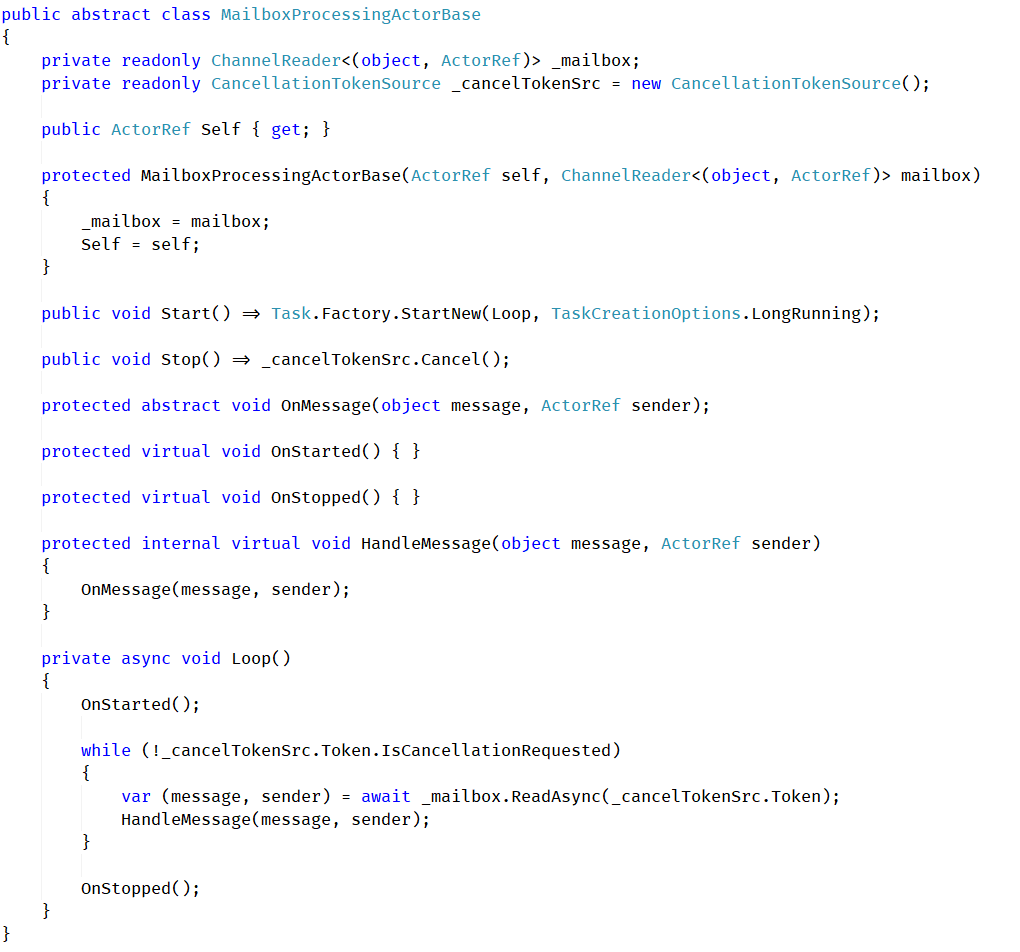 public abstract class MailboxProcessingActorBase
{
    private readonly ChannelReader<(object, ActorRef)> _mailbox;
    private readonly CancellationTokenSource _cancelTokenSrc = new CancellationTokenSource();

    public ActorRef Self { get; }

    protected MailboxProcessingActorBase(ActorRef self, ChannelReader<(object, ActorRef)> mailbox)
    {
        _mailbox = mailbox;
        Self = self;
    }

    public void Start() => Task.Factory.StartNew(Loop, TaskCreationOptions.LongRunning);

    public void Stop() => _cancelTokenSrc.Cancel();

    protected abstract void OnMessage(object message, ActorRef sender);

    protected virtual void OnStarted() { }

    protected virtual void OnStopped() { }

    protected internal virtual void HandleMessage(object message, ActorRef sender)
    {
        OnMessage(message, sender);
    }

    private async void Loop()
    {
        OnStarted();

        while (!_cancelTokenSrc.Token.IsCancellationRequested)
        {
            var (message, sender) = await _mailbox.ReadAsync(_cancelTokenSrc.Token);
            HandleMessage(message, sender);
        }

        OnStopped();
    }
}